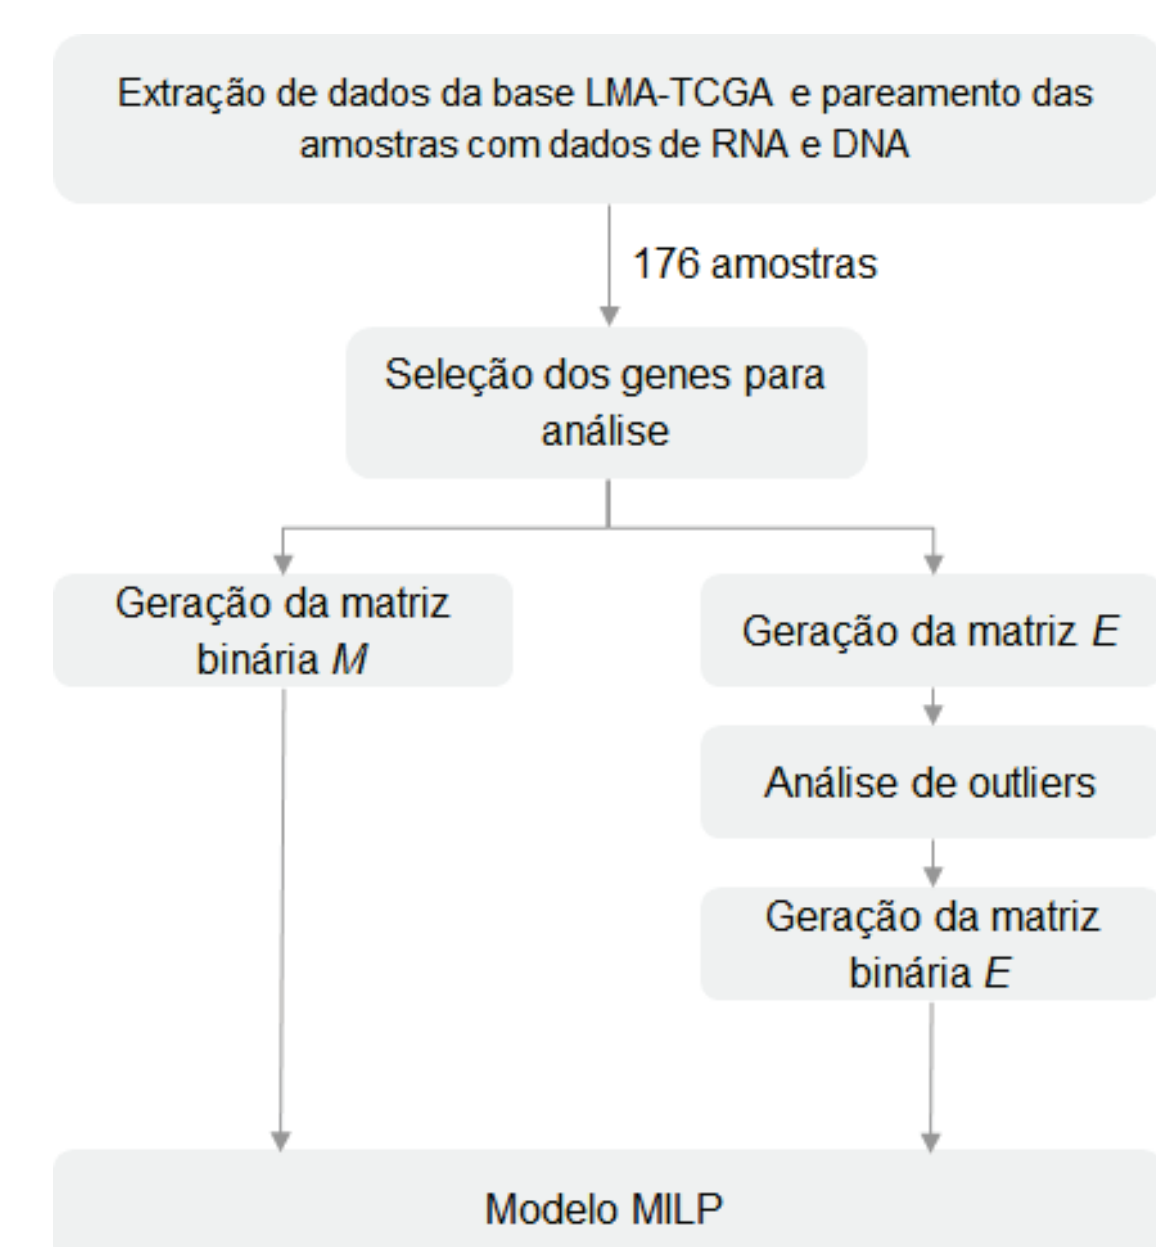 Extração de dados da base LMA-TCGA e pareamento das
amostras com dados de RNA e DNA
176 amostras
Seleção dos genes para
análise
Geração da matriz
binária M
Geração da matriz E
Análise de outliers
Geração da matriz
binária E
Modelo MILP